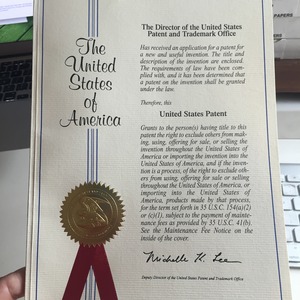 The
United
States
of
America
The Director of the United States
Patent and Trademark Office
Has received an application for a patent for
a new and useful invention. The title and
description of the invention are enclosed.
The requirements of law have been com-
plied with, and it has been determined that
a patent on the invention shall be granted
under the law.
Therefore, this
United States Patent
Grants to the person(s) having title to this
patent the right to exclude others from mak-
ing, using, offering for sale, or selling the
invention throughout the United States of
America or importing the invention into the
United States of America, and if the inven-
tion is a process, of the right to exclude oth-
ers from using, offering for sale or selling
throughout the United States of America, or
importing into the United States of
America, products made by that process,
for the term set forth in 35 U.S.C. 154(a)(2)
or (c)(1), subject to the payment of mainte-
nance fees as provided by 35 U.S.C. 41(b).
See the Maintenance Fee Notice on the
inside of the cover.
Michelle K. Lee
Deputy Director of the United States Patent and Trademark Office
PAPERS